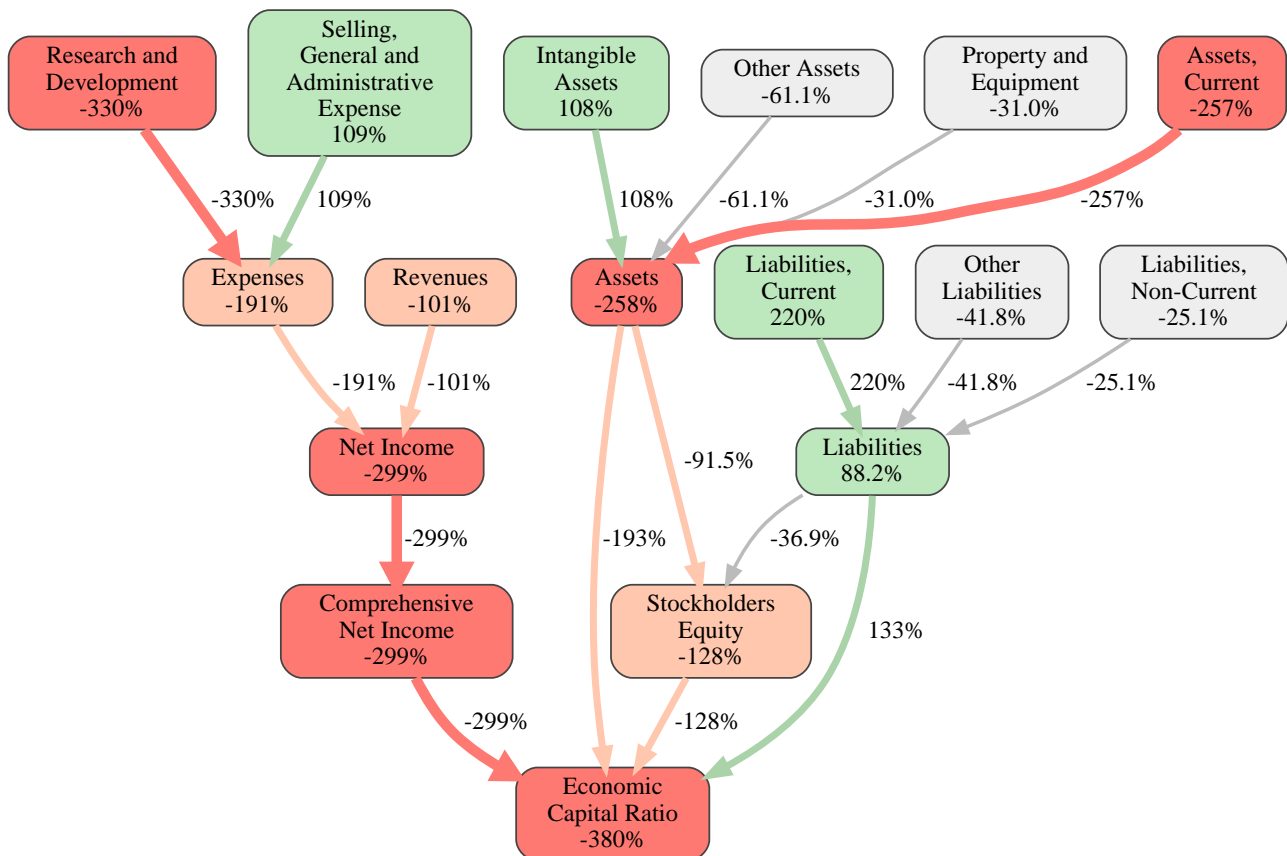 Research and
Development
-330%
Selling,
General and
Administrative
Expense
109%
Intangible
Assets
108%
Other Assets
-61.1%
Property and
Equipment
-31.0%
Assets,
Current
-257%
-330%
109%
108%
-61.1%
-31.0%
-257%
Expenses
-191%
Revenues
-101%
Assets
-258%
Liabilities,
Current
220%
Other
Liabilities
-41.8%
Liabilities,
Non-Current
-25.1%
-191%
-101%
220%
-41.8%
-25.1%
Net Income
-299%
-91.5%
Liabilities
88.2%
-299%
-193%
-36.9%
Comprehensive
Net Income
-299%
Stockholders
Equity
-128%
133%
-299%
-128%
Economic
Capital Ratio
-380%